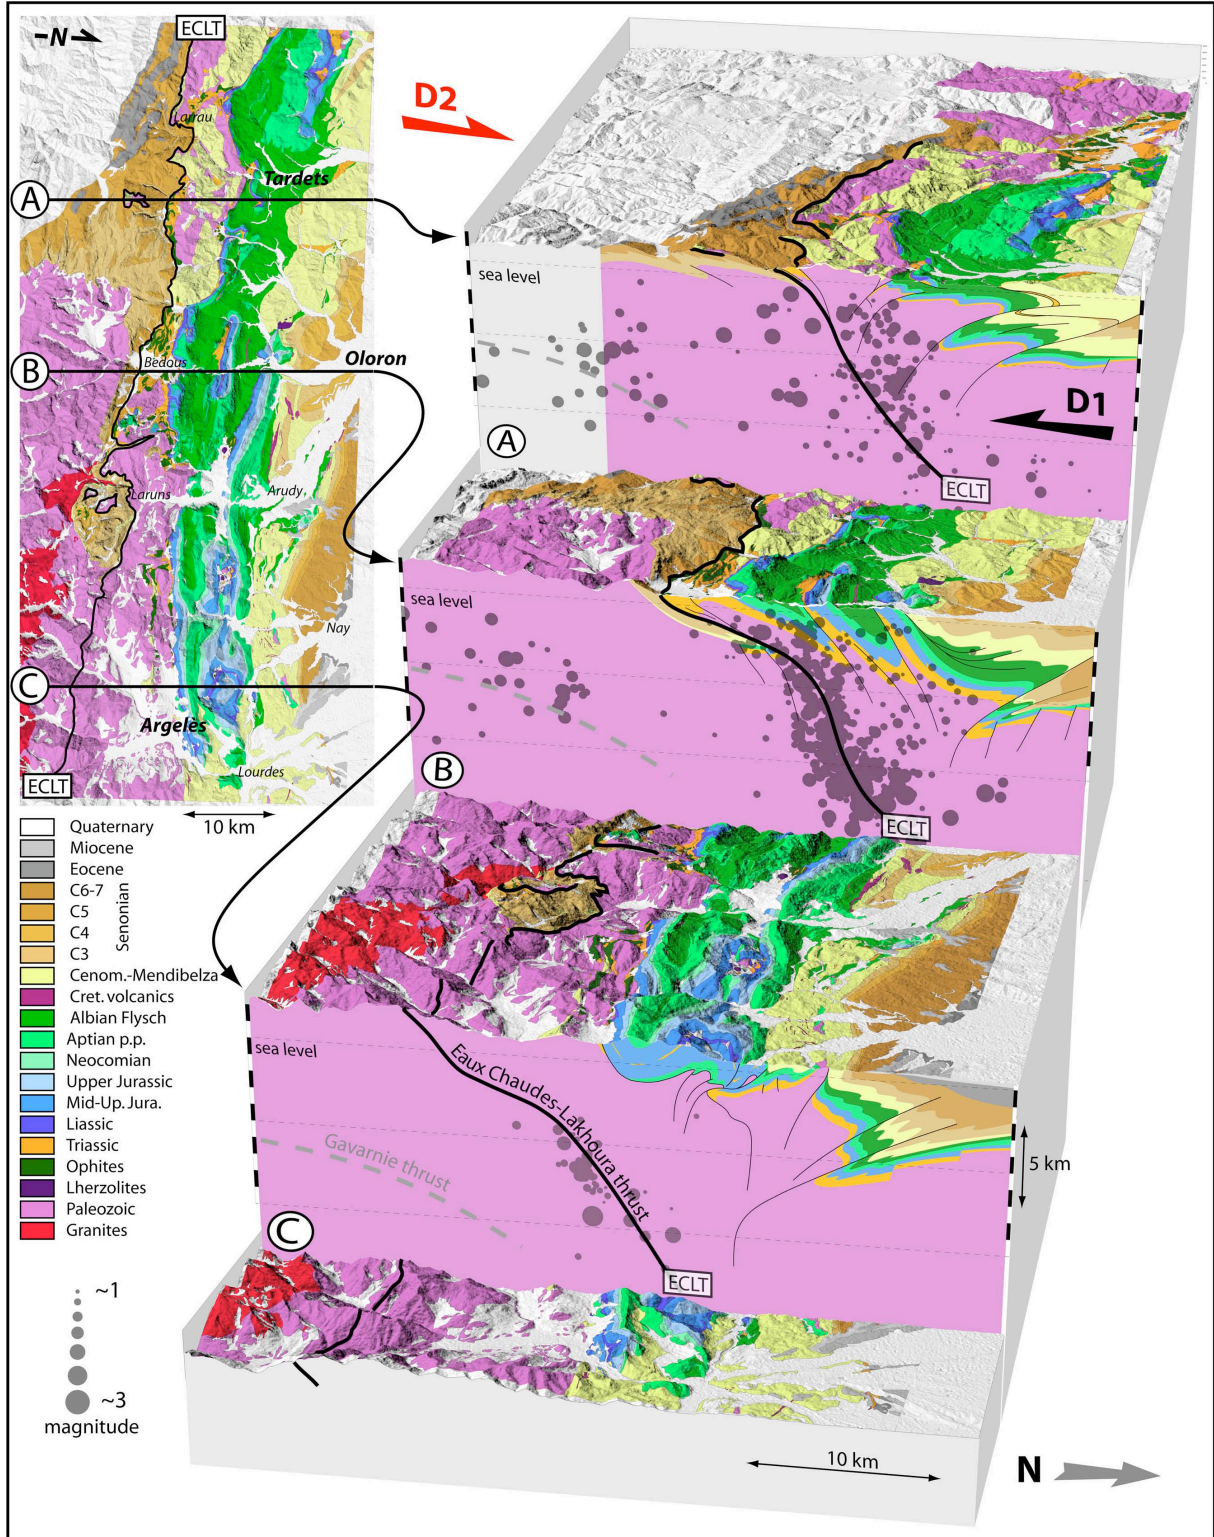 N
ECLT
D2
Larrau
Tardets
A
sea level
Bedous
Oloron
B
D1
A
ECLT
Laruns
Arudy
sea level
Nay
C
Argelès
Lourdes
ECLT
10 km
B
ECLT
Quaternary
Miocene
Eocene
C6-7
C5
C4
C3
Senonian
Cenom.-Mendibelza
Cret. volcanics
Albian Flysch
Aptian p.p.
Neocomian
Upper Jurassic
Mid-Up. Jura.
Liassic
Triassic
Ophites
Lherzolites
Paleozoic
Granites
sea level
Eaux Chaudes-Lakhoura thrust
Gavarnie thrust
5 km
C
ECLT
~1
~3
magnitude
10 km
N